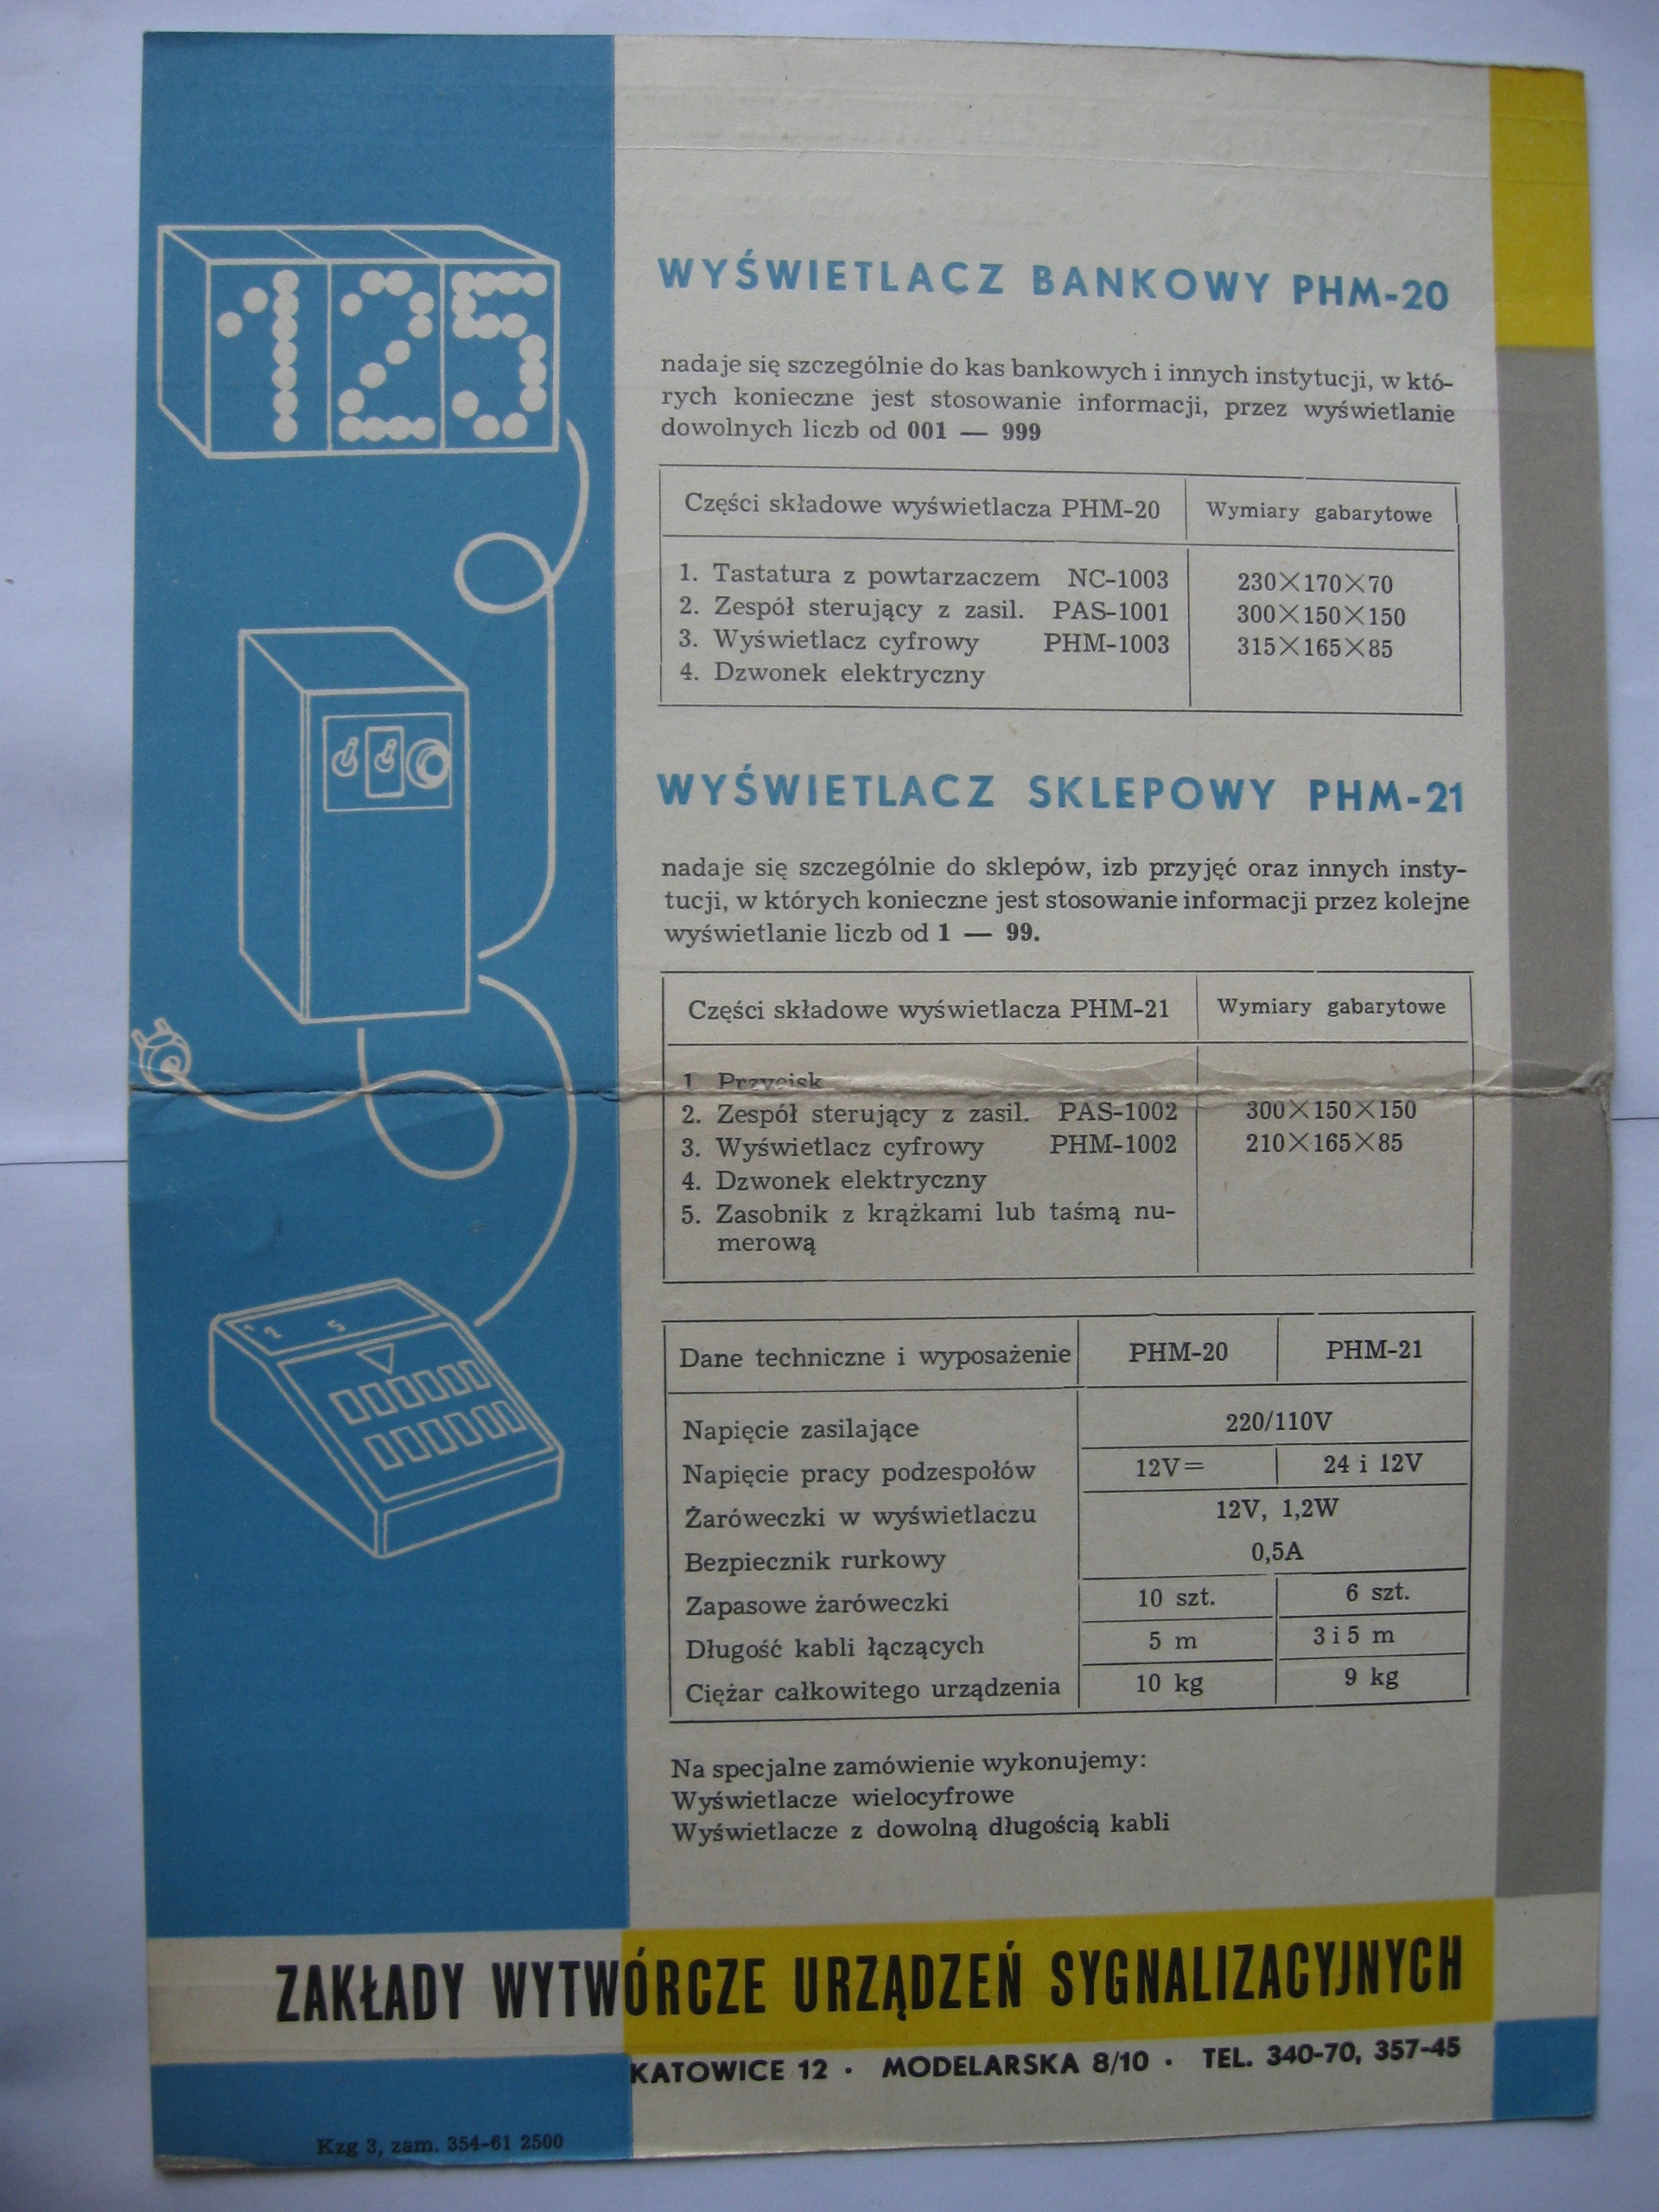 125
WYŚWIETLACZ BANKOWY PHM-20
nadaje się szczególnie do kas bankowych i innych instytucji, w któ-
rych konieczne jest stosowanie informacji, przez wyświetlanie
dowolnych liczb od 001 — 999
Części składowe wyświetlacza PHM-20 Wymiary gabarytowe
1. Tastatura z powtarzaczem NC-1003 230×170×70
2. Zespół sterujący z zasil. PAS-1001 300×150×150
3. Wyświetlacz cyfrowy PHM-1003 315×165×85
4. Dzwonek elektryczny
WYŚWIETLACZ SKLEPOWY PHM-21
nadaje się szczególnie do sklepów, izb przyjęć oraz innych insty-
tucji, w których konieczne jest stosowanie informacji przez kolejne
wyświetlanie liczb od 1 — 99.
Części składowe wyświetlacza PHM-21 Wymiary gabarytowe
1 Przycisk
2. Zespół sterujący z zasil. PAS-1002 300×150×150
3. Wyświetlacz cyfrowy PHM-1002 210×165×85
4. Dzwonek elektryczny
5. Zasobnik z krążkami lub taśmą nu-
merową
1 2 5
Dane techniczne i wyposażenie PHM-20 PHM-21
Napięcie zasilające 220/110V
Napięcie pracy podzespołów 12V= 24 i 12V
Żaróweczki w wyświetlaczu 12V, 1,2W
Bezpiecznik rurkowy 0,5A
Zapasowe żaróweczki 10 szt. 6 szt.
Długość kabli łączących 5 m 3 i 5 m
Ciężar całkowitego urządzenia 10 kg 9 kg
Na specjalne zamówienie wykonujemy:
Wyświetlacze wielocyfrowe
Wyświetlacze z dowolną długością kabli
ZAKŁADY WYTWÓRCZE URZĄDZEŃ SYGNALIZACYJNYCH
KATOWICE 12 · MODELARSKA 8/10 · TEL. 340-70, 357-45
Kzg 3, zam. 354-61 2500